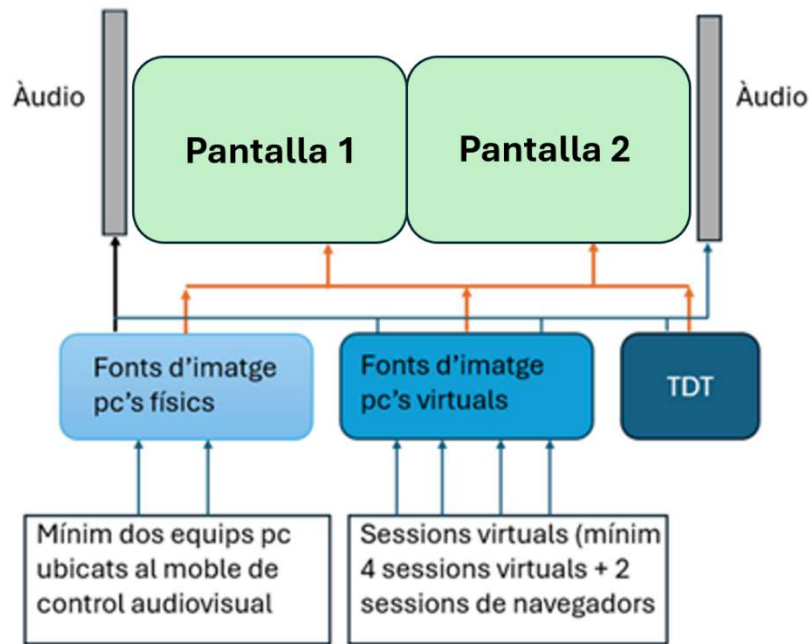 Àudio
Pantalla 1
Pantalla 2
Àudio
Fonts d’imatge
pc’s físics
Fonts d’imatge
pc’s virtuals
TDT
Mínim dos equips pc
ubicats al moble de
control audiovisual
Sessions virtuals (mínim
4 sessions virtuals + 2
sessions de navegadors